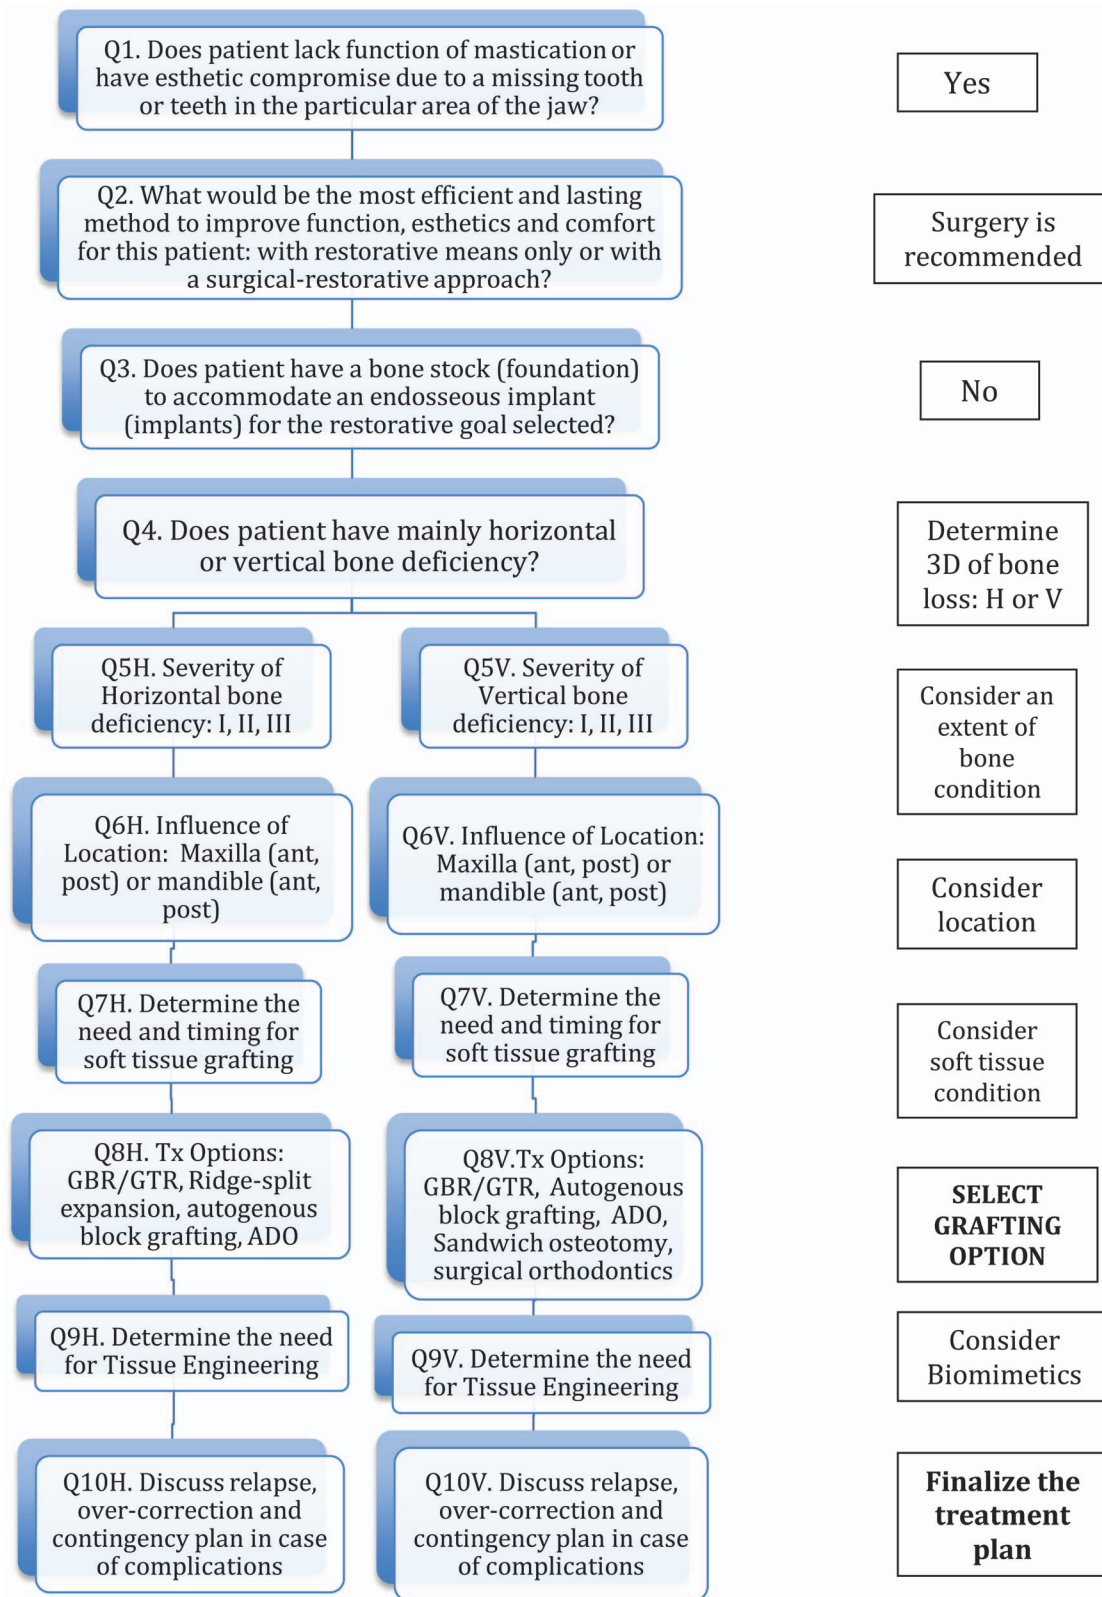 Q1. Does patient lack function of mastication or
have esthetic compromise due to a missing tooth
or teeth in the particular area of the jaw?
Yes
Q2. What would be the most efficient and lasting
method to improve function, esthetics and comfort
for this patient: with restorative means only or with
a surgical-restorative approach?
Surgery is
recommended
Q3. Does patient have a bone stock (foundation)
to accommodate an endosseous implant
(implants) for the restorative goal selected?
No
Q4. Does patient have mainly horizontal
or vertical bone deficiency?
Determine
3D of bone
loss: H or V
Q5H. Severity of
Horizontal bone
deficiency: I, II, III
Q5V. Severity of
Vertical bone
deficiency: I, II, III
Consider an
extent of
bone
condition
Q6H. Influence of
Location: Maxilla (ant,
post) or mandible (ant,
post)
Q6V. Influence of Location:
Maxilla (ant, post) or
mandible (ant, post)
Consider
location
Q7H. Determine the
need and timing for
soft tissue grafting
Q7V. Determine the
need and timing for
soft tissue grafting
Consider
soft tissue
condition
Q8H. Tx Options:
GBR/GTR, Ridge-split
expansion, autogenous
block grafting, ADO
Q8V.Tx Options:
GBR/GTR, Autogenous
block grafting, ADO,
Sandwich osteotomy,
surgical orthodontics
SELECT
GRAFTING
OPTION
Q9H. Determine the need
for Tissue Engineering
Q9V. Determine the need
for Tissue Engineering
Consider
Biomimetics
Q10H. Discuss relapse,
over-correction and
contingency plan in case
of complications
Q10V. Discuss relapse,
over-correction and
contingency plan in case
of complications
Finalize the
treatment
plan